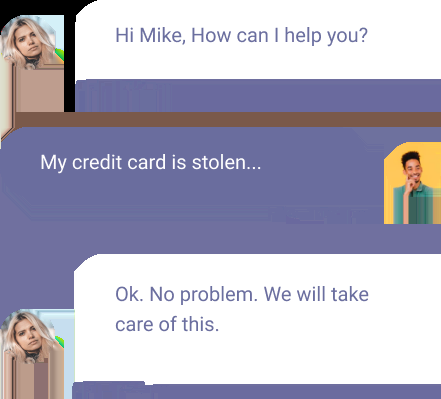 Hi Mike, How can I help you?
My credit card is stolen...
Ok. No problem. We will take
care of this.